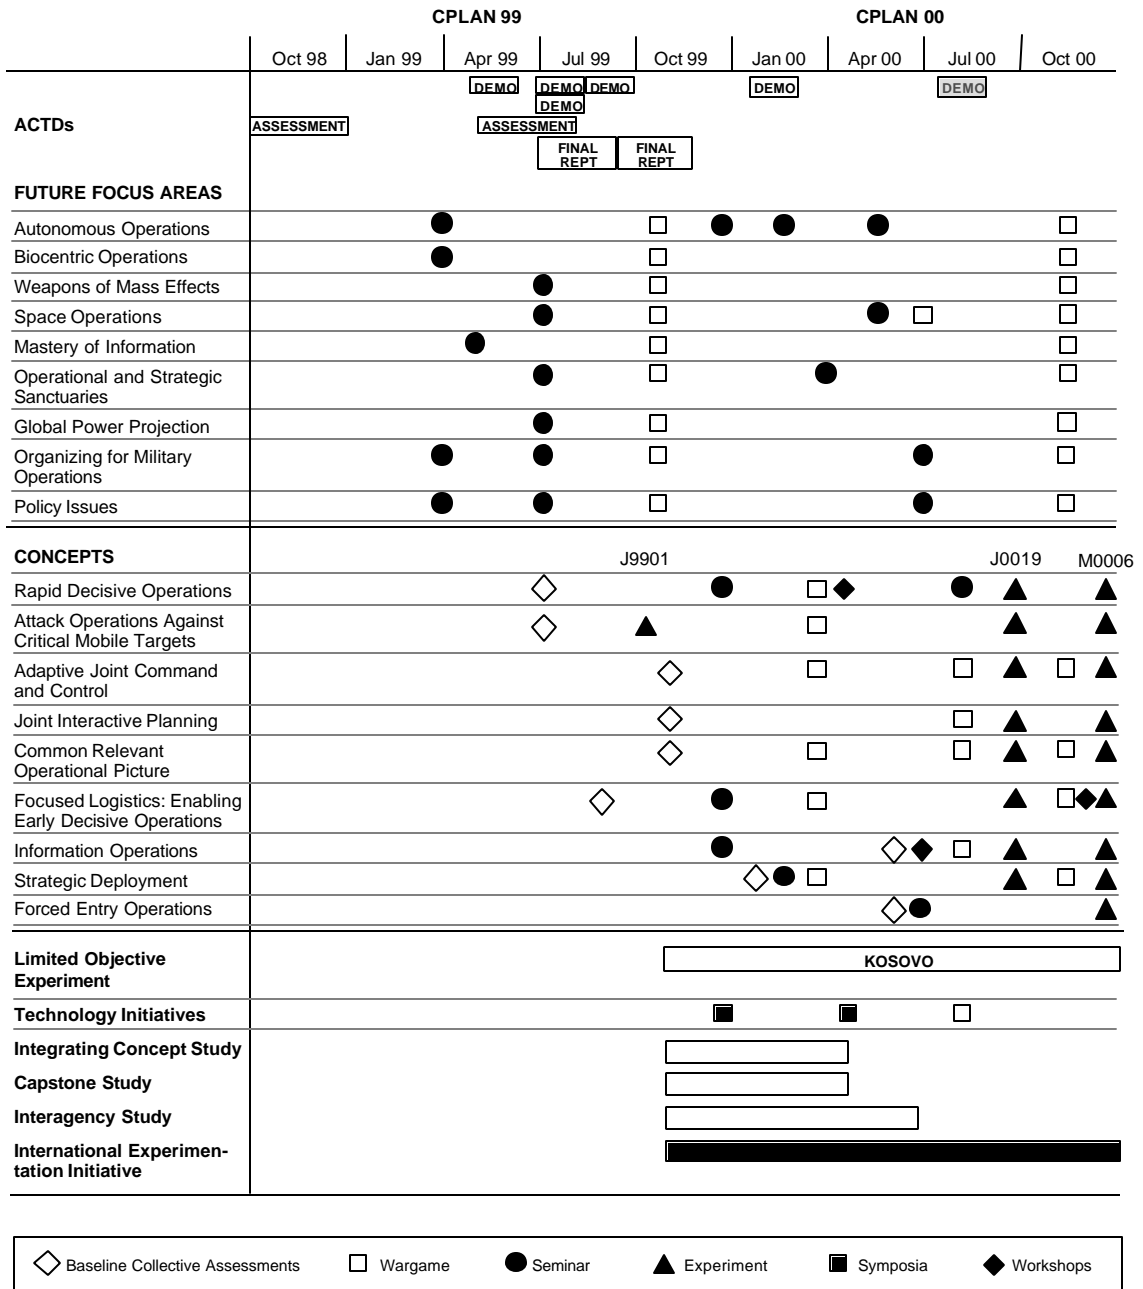 CPLAN 99 CPLAN 00
Oct 98 Jan 99 Apr 99 Jul 99 Oct 99 Jan 00 Apr 00 Jul 00 Oct 00
DEMO DEMO DEMO DEMO DEMO
DEMO
ACTDs
ASSESSMENT ASSESSMENT
FINAL FINAL
REPT REPT
FUTURE FOCUS AREAS
Autonomous Operations
Biocentric Operations
Weapons of Mass Effects
Space Operations
Mastery of Information
Operational and Strategic
Sanctuaries
Global Power Projection
Organizing for Military
Operations
Policy Issues
CONCEPTS J9901 J0019 M0006
Rapid Decisive Operations
Attack Operations Against
Critical Mobile Targets
Adaptive Joint Command
and Control
Joint Interactive Planning
Common Relevant
Operational Picture
Focused Logistics: Enabling
Early Decisive Operations
Information Operations
Strategic Deployment
Forced Entry Operations
Limited Objective
Experiment
KOSOVO
Technology Initiatives
Integrating Concept Study
Capstone Study
Interagency Study
International Experimen-
tation Initiative
Baseline Collective Assessments Wargame Seminar Experiment Symposia Workshops